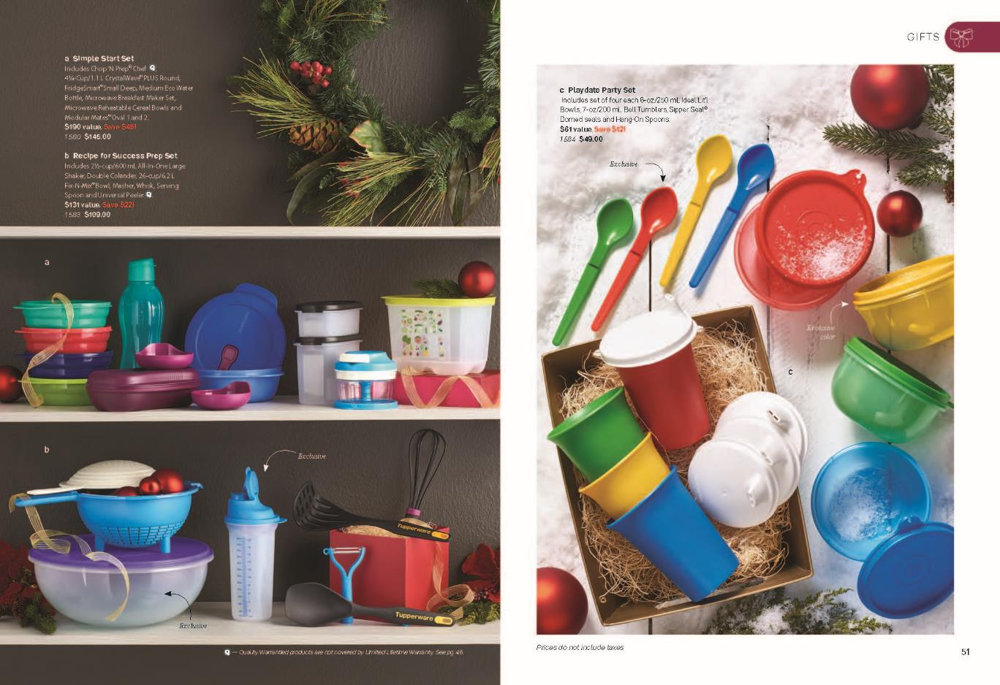 a Simple Start Set
Includes Chop 'N Prep® Chef Q,
4¼-Cup/1.1 L CrystalWave® PLUS Round,
FridgeSmart® Small Deep, Medium Eco Water
Bottle, Microwave Breakfast Maker Set,
Microwave Reheatable Cereal Bowls and
Modular Mates® Oval 1 and 2.
$190 value. Save
1580 $146.00
b Recipe for Success Prep Set
Includes 2½-cup/600 mL All-In-One Large
Shaker, Double Colander, 26-cup/6.2 L
Fix-N-Mix® Bowl, Masher, Whisk, Serving
Spoon and Universal Peeler Q.
$131 value. Save $22!
1583 $109.00
a
b
Exclusive
Tupperware
Tupperware
Exclusive
Q — Quality Warrantied products are not covered by Limited Lifetime Warranty. See pg. 46.
GIFTS
c Playdate Party Set
Includes set of four each 8-oz/250 mL Ideal Lit'l
Bowls, 7-oz/200 mL Bell Tumblers, Sipper Seal®
Domed seals and Hang-On Spoons.
$61 value. Save $12!
1584 $49.00
Exclusive
Exclusive
color
c
Prices do not include taxes
51